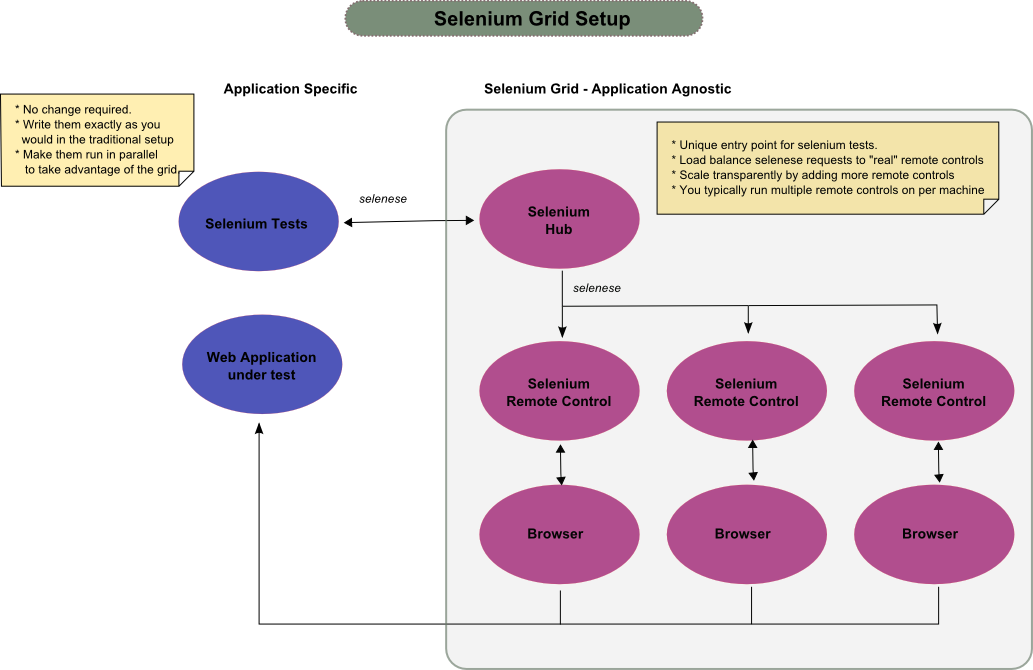 Selenium Grid Setup
Application Specific
Selenium Grid - Application Agnostic
* No change required.
* Write them exactly as you
would in the traditional setup
* Make them run in parallel
to take advantage of the grid
* Unique entry point for selenium tests.
* Load balance selenese requests to "real" remote controls
* Scale transparently by adding more remote controls
* You typically run multiple remote controls on per machine
Selenium Tests
selenese
Selenium
Hub
selenese
Web Application
under test
Selenium
Remote Control
Selenium
Remote Control
Selenium
Remote Control
Browser
Browser
Browser